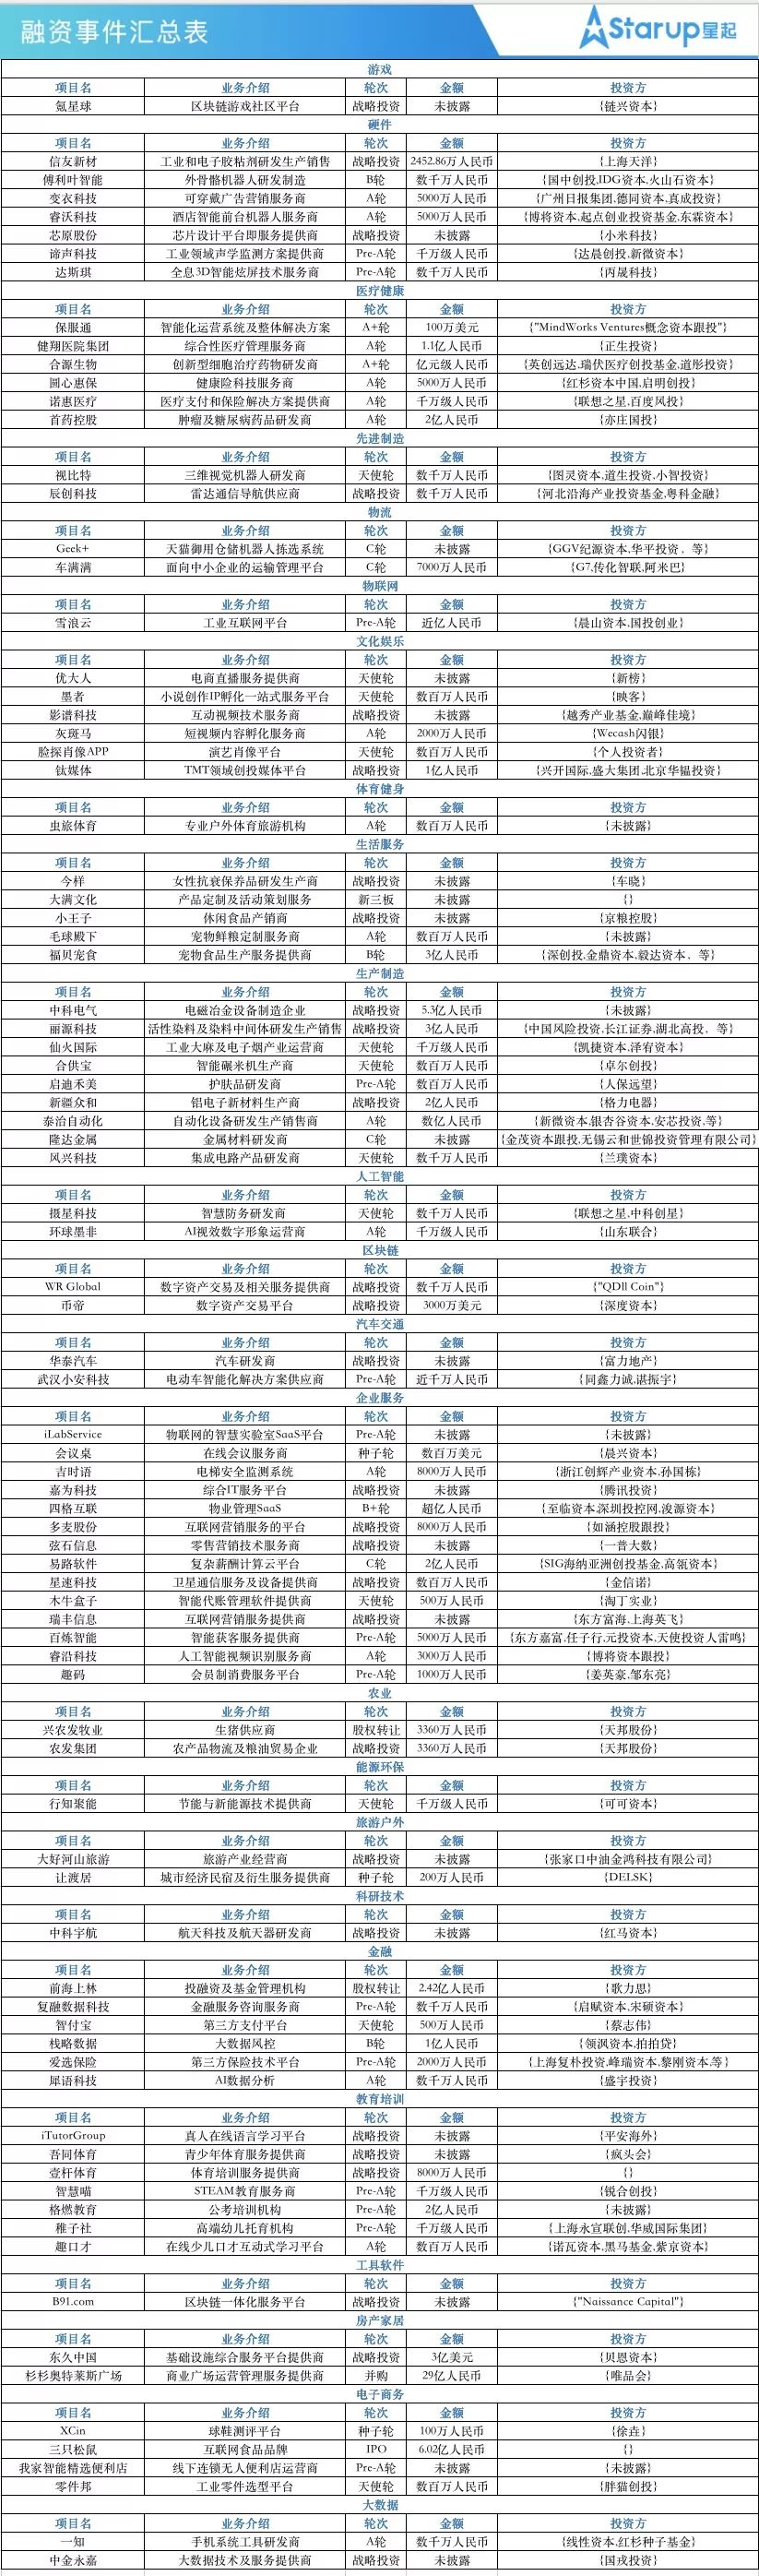 融资事件汇总表
Starup星起
游戏
项目名 业务介绍 轮次 金额 投资方
氪星球 区块链游戏社区平台 战略投资 未披露 {链兴资本}
硬件
项目名 业务介绍 轮次 金额 投资方
信友新材 工业和电子胶粘剂研发生产销售 战略投资 2452.86万人民币 {上海天洋}
傅利叶智能 外骨骼机器人研发制造 B轮 数千万人民币 {国中创投,IDG资本,火山石资本}
变衣科技 可穿戴广告营销服务商 A轮 5000万人民币 {广州日报集团,德同资本,真成投资}
睿沃科技 酒店智能前台机器人服务商 A轮 5000万人民币 {博将资本,起点创业投资基金,东霖资本}
芯原股份 芯片设计平台即服务提供商 战略投资 未披露 {小米科技}
谛声科技 工业领域声学监测方案提供商 Pre-A轮 千万级人民币 {达晨创投,新微资本}
达斯琪 全息3D智能炫屏技术服务商 Pre-A轮 数千万人民币 {丙晟科技}
医疗健康
项目名 业务介绍 轮次 金额 投资方
保服通 智能化运营系统及整体解决方案 A+轮 100万美元 {"MindWorks Ventures概念资本跟投"}
健翔医院集团 综合性医疗管理服务商 A轮 1.1亿人民币 {正生投资}
合源生物 创新型细胞治疗药物研发商 A+轮 亿元级人民币 {英创远达,瑞伏医疗创投基金,道彤投资}
圆心惠保 健康险科技服务商 A轮 5000万人民币 {红杉资本中国,启明创投}
诺惠医疗 医疗支付和保险解决方案提供商 A轮 千万级人民币 {联想之星,百度风投}
首药控股 肿瘤及糖尿病药品研发商 A轮 2亿人民币 {亦庄国投}
先进制造
项目名 业务介绍 轮次 金额 投资方
视比特 三维视觉机器人研发商 天使轮 数千万人民币 {图灵资本,道生投资,小智投资}
辰创科技 雷达通信导航供应商 战略投资 数千万人民币 {河北沿海产业投资基金,粤科金融}
物流
项目名 业务介绍 轮次 金额 投资方
Geek+ 天猫御用仓储机器人拣选系统 C轮 未披露 {GGV纪源资本,华平投资，等}
车满满 面向中小企业的运输管理平台 C轮 7000万人民币 {G7,传化智联,阿米巴}
物联网
项目名 业务介绍 轮次 金额 投资方
雪浪云 工业互联网平台 Pre-A轮 近亿人民币 {晨山资本,国投创业}
文化娱乐
项目名 业务介绍 轮次 金额 投资方
优大人 电商直播服务提供商 天使轮 未披露 {新榜}
墨者 小说创作IP孵化一站式服务平台 天使轮 数百万人民币 {映客}
影谱科技 互动视频技术服务商 战略投资 未披露 {越秀产业基金,巅峰佳境}
灰斑马 短视频内容孵化服务商 A轮 2000万人民币 {Wecash闪银}
脸探肖像APP 演艺肖像平台 天使轮 数百万人民币 {个人投资者}
钛媒体 TMT领域创投媒体平台 战略投资 1亿人民币 {兴开国际,盛大集团,北京华韫投资}
体育健身
项目名 业务介绍 轮次 金额 投资方
虫旅体育 专业户外体育旅游机构 A轮 数百万人民币 {未披露}
生活服务
项目名 业务介绍 轮次 金额 投资方
今样 女性抗衰保养品研发生产商 战略投资 未披露 {车晓}
大满文化 产品定制及活动策划服务 新三板 未披露 {}
小王子 休闲食品产销商 战略投资 未披露 {京粮控股}
毛球殿下 宠物鲜粮定制服务商 A轮 数百万人民币 {未披露}
福贝宠食 宠物食品生产服务提供商 B轮 3亿人民币 {深创投,金鼎资本,毅达资本，等}
生产制造
项目名 业务介绍 轮次 金额 投资方
中科电气 电磁冶金设备制造企业 战略投资 5.3亿人民币 {未披露}
丽源科技 活性染料及染料中间体研发生产销售 战略投资 3亿人民币 {中国风险投资,长江证券,湖北高投，等}
仙火国际 工业大麻及电子烟产业运营商 天使轮 千万级人民币 {凯捷资本,泽宥资本}
合供宝 智能碾米机生产商 天使轮 数百万人民币 {卓尔创投}
启迪禾美 护肤品研发商 Pre-A轮 数百万人民币 {人保远望}
新疆众和 铝电子新材料生产商 战略投资 2亿人民币 {格力电器}
泰治自动化 自动化设备研发生产销售商 A轮 数亿人民币 {新微资本,银杏谷资本,安芯投资,等}
隆达金属 金属材料研发商 C轮 未披露 {金茂资本跟投,无锡云和世锦投资管理有限公司}
风兴科技 集成电路产品研发商 天使轮 数千万人民币 {兰璞资本}
人工智能
项目名 业务介绍 轮次 金额 投资方
摄星科技 智慧防务研发商 天使轮 数千万人民币 {联想之星,中科创星}
环球墨非 AI视效数字形象运营商 A轮 千万级人民币 {山东联合}
区块链
项目名 业务介绍 轮次 金额 投资方
WR Global 数字资产交易及相关服务提供商 战略投资 数千万人民币 {"QDll Coin"}
币帝 数字资产交易平台 战略投资 3000万美元 {深度资本}
汽车交通
项目名 业务介绍 轮次 金额 投资方
华泰汽车 汽车研发商 战略投资 未披露 {富力地产}
武汉小安科技 电动车智能化解决方案供应商 Pre-A轮 近千万人民币 {同鑫力诚,谌振宇}
企业服务
项目名 业务介绍 轮次 金额 投资方
iLabService 物联网的智慧实验室SaaS平台 Pre-A轮 未披露 {未披露}
会议桌 在线会议服务商 种子轮 数百万美元 {晨兴资本}
吉时语 电梯安全监测系统 A轮 8000万人民币 {浙江创辉产业资本,孙国栋}
嘉为科技 综合IT服务平台 战略投资 未披露 {腾讯投资}
四格互联 物业管理SaaS B+轮 超亿人民币 {至临资本,深圳投控网,浚源资本}
多麦股份 互联网营销服务的平台 战略投资 8000万人民币 {如涵控股跟投}
弦石信息 零售营销技术服务商 战略投资 未披露 {一普大数}
易路软件 复杂薪酬计算云平台 C轮 2亿人民币 {SIG海纳亚洲创投基金,高瓴资本}
星速科技 卫星通信服务及设备提供商 战略投资 数百万人民币 {金信诺}
木牛盒子 智能代账管理软件提供商 天使轮 500万人民币 {淘丁实业}
瑞丰信息 互联网营销服务提供商 战略投资 未披露 {东方富海,上海英飞}
百炼智能 智能获客服务提供商 Pre-A轮 5000万人民币 {东方嘉富,任子行,元投资本,天使投资人雷鸣}
睿沿科技 人工智能视频识别服务商 A轮 3000万人民币 {博将资本跟投}
趣码 会员制消费服务平台 Pre-A轮 1000万人民币 {姜英豪,邹东亮}
农业
项目名 业务介绍 轮次 金额 投资方
兴农发牧业 生猪供应商 股权转让 3360万人民币 {天邦股份}
农发集团 农产品物流及粮油贸易企业 战略投资 3360万人民币 {天邦股份}
能源环保
项目名 业务介绍 轮次 金额 投资方
行知聚能 节能与新能源技术提供商 天使轮 千万级人民币 {可可资本}
旅游户外
项目名 业务介绍 轮次 金额 投资方
大好河山旅游 旅游产业经营商 战略投资 未披露 {张家口中油金鸿科技有限公司}
让渡居 城市经济民宿及衍生服务提供商 种子轮 200万人民币 {DELSK}
科研技术
项目名 业务介绍 轮次 金额 投资方
中科宇航 航天科技及航天器研发商 战略投资 未披露 {红马资本}
金融
项目名 业务介绍 轮次 金额 投资方
前海上林 投融资及基金管理机构 股权转让 2.42亿人民币 {歌力思}
复融数据科技 金融服务咨询服务商 Pre-A轮 数千万人民币 {启赋资本,宋硕资本}
智付宝 第三方支付平台 天使轮 500万人民币 {蔡志伟}
栈略数据 大数据风控 B轮 1亿人民币 {领沨资本,拍拍贷}
爱选保险 第三方保险技术平台 Pre-A轮 2000万人民币 {上海复朴投资,峰瑞资本,黎刚资本,等}
犀语科技 AI数据分析 A轮 数千万人民币 {盛宇投资}
教育培训
项目名 业务介绍 轮次 金额 投资方
iTutorGroup 真人在线语言学习平台 战略投资 未披露 {平安海外}
吾同体育 青少年体育服务提供商 战略投资 未披露 {疯头会}
壹杆体育 体育培训服务提供商 战略投资 8000万人民币 {}
智慧喵 STEAM教育服务商 Pre-A轮 千万级人民币 {锐合创投}
格燃教育 公考培训机构 Pre-A轮 2亿人民币 {未披露}
稚子社 高端幼儿托育机构 Pre-A轮 千万级人民币 {上海永宣联创,华威国际集团}
趣口才 在线少儿口才互动式学习平台 A轮 数百万人民币 {诺瓦资本,黑马基金,紫京资本}
工具软件
项目名 业务介绍 轮次 金额 投资方
B91.com 区块链一体化服务平台 战略投资 未披露 {"Naissance Capital"}
房产家居
项目名 业务介绍 轮次 金额 投资方
东久中国 基础设施综合服务平台提供商 战略投资 3亿美元 {贝恩资本}
杉杉奥特莱斯广场 商业广场运营管理服务提供商 并购 29亿人民币 {唯品会}
电子商务
项目名 业务介绍 轮次 金额 投资方
XCin 球鞋测评平台 种子轮 100万人民币 {徐垚}
三只松鼠 互联网食品品牌 IPO 6.02亿人民币 {}
我家智能精选便利店 线下连锁无人便利店运营商 Pre-A轮 未披露 {未披露}
零件邦 工业零件选型平台 天使轮 数百万人民币 {胖猫创投}
大数据
项目名 业务介绍 轮次 金额 投资方
一知 手机系统工具研发商 A轮 数千万人民币 {线性资本,红杉种子基金}
中金永嘉 大数据技术及服务提供商 战略投资 未披露 {国戎投资}